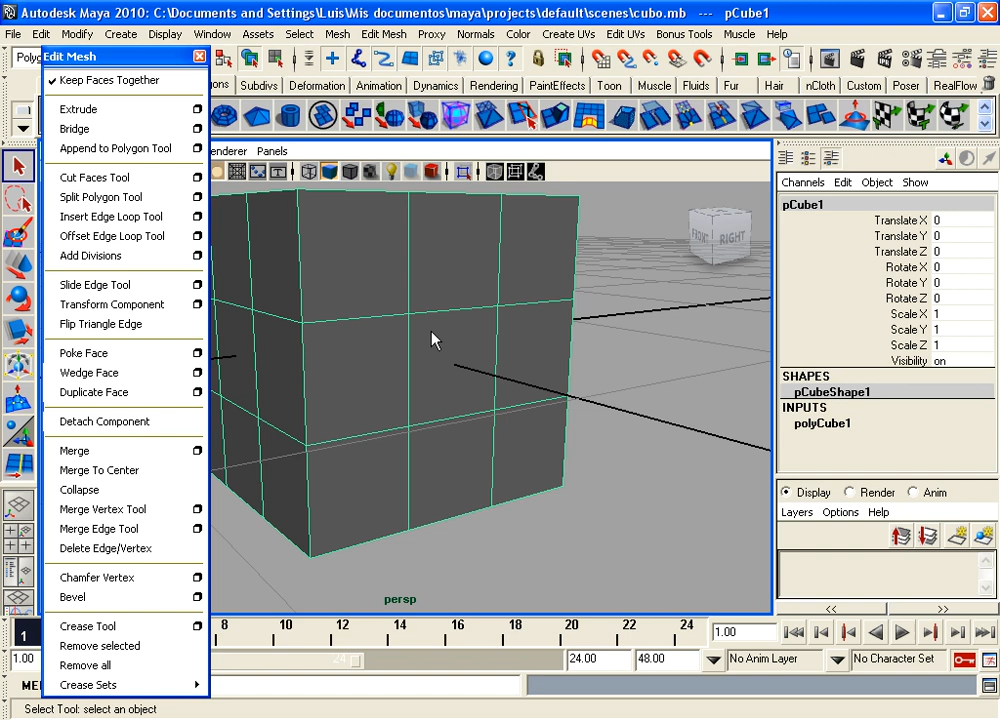 Autodesk Maya 2010: C:\Documents and Settings\Luis\Mis documentos\maya\projects\default\scenes\cubo.mb --- pCube1
File Edit Modify Create Display Window Assets Select Mesh Edit Mesh Proxy Normals Color Create UVs Edit UVs Bonus Tools Muscle Help
Edit Mesh
Subdivs Deformation Animation Dynamics Rendering PaintEffects Toon Muscle Fluids Fur Hair nCloth Custom Poser RealFlow
Panels
Keep Faces Together
Extrude
Bridge
Append to Polygon Tool
Cut Faces Tool
Split Polygon Tool
Insert Edge Loop Tool
Offset Edge Loop Tool
Add Divisions
Slide Edge Tool
Transform Component
Flip Triangle Edge
Poke Face
Wedge Face
Duplicate Face
Detach Component
Merge
Merge To Center
Collapse
Merge Vertex Tool
Merge Edge Tool
Delete Edge/Vertex
Chamfer Vertex
Bevel
Crease Tool
Remove selected
Remove all
Crease Sets
FRONT RIGHT
persp
Channels Edit Object Show
pCube1
Translate X 0
Translate Y 0
Translate Z 0
Rotate X 0
Rotate Y 0
Rotate Z 0
Scale X 1
Scale Y 1
Scale Z 1
Visibility on
SHAPES
pCubeShape1
INPUTS
polyCube1
Display Render Anim
Layers Options Help
<< >>
1 8 10 12 14 16 18 20 22 24 1.00
1.00 24 24.00 48.00 No Anim Layer No Character Set
Select Tool: select an object